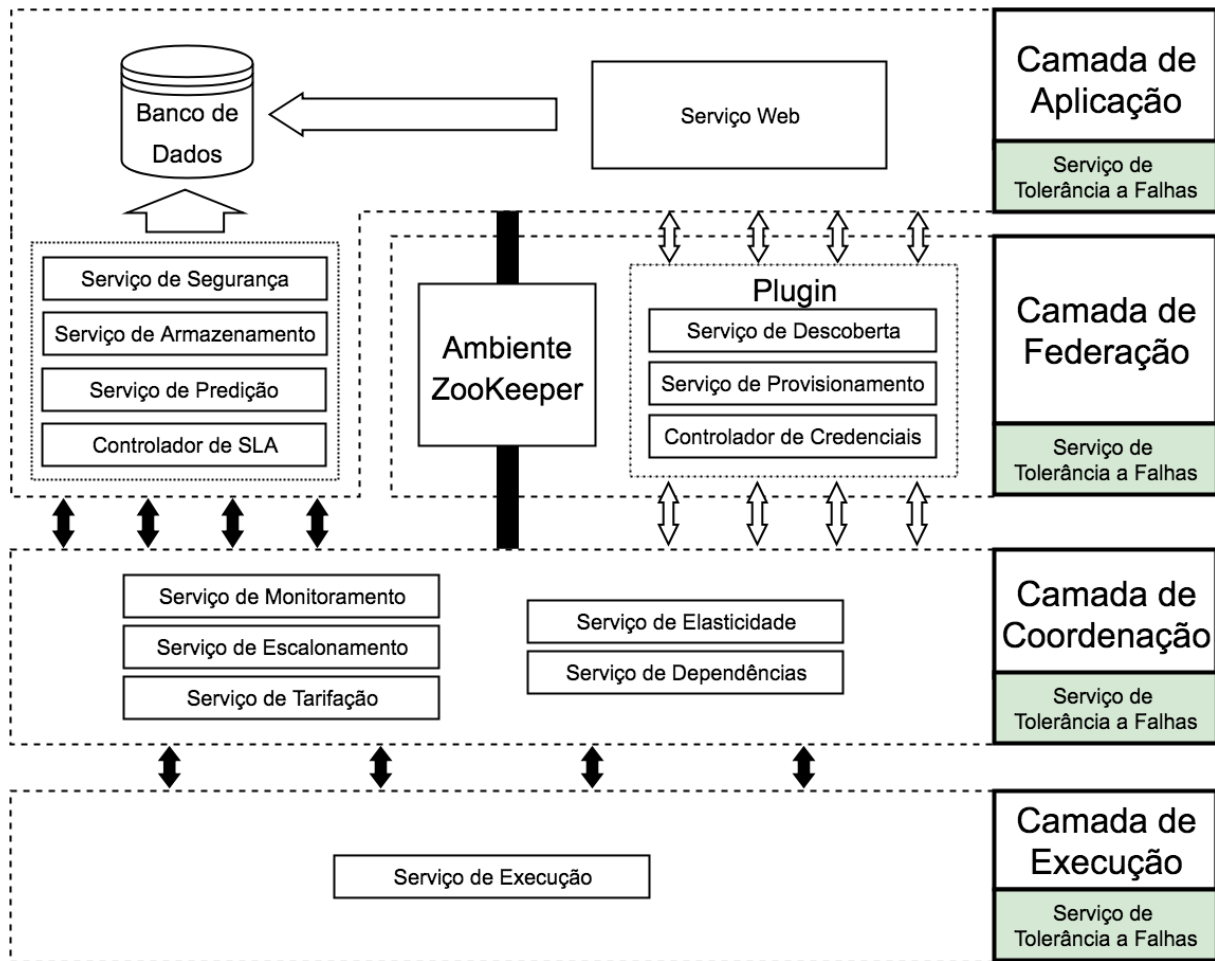 Banco de
Dados
Serviço Web
Camada de
Aplicação
Serviço de
Tolerância a Falhas
Serviço de Segurança
Serviço de Armazenamento
Serviço de Predição
Controlador de SLA
Ambiente
ZooKeeper
Plugin
Serviço de Descoberta
Serviço de Provisionamento
Controlador de Credenciais
Camada de
Federação
Serviço de
Tolerância a Falhas
Serviço de Monitoramento
Serviço de Escalonamento
Serviço de Tarifação
Serviço de Elasticidade
Serviço de Dependências
Camada de
Coordenação
Serviço de
Tolerância a Falhas
Serviço de Execução
Camada de
Execução
Serviço de
Tolerância a Falhas